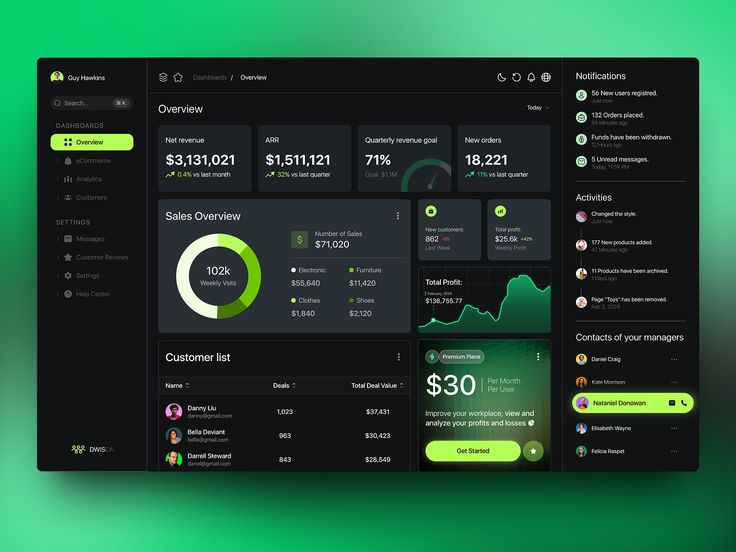 Guy Hawkins
Search...
⌘ K
DASHBOARDS
Overview
eCommerce
Analyitcs
Customers
SETTINGS
Messages
Customer Reviews
Settings
Help Centre
DWISON
Dashboards / Overview
Overview
Today
Net revenue
$3,131,021
0.4% vs last month
ARR
$1,511,121
32% vs last quarter
Quarterly revenue goal
71%
Goal: $1,1M
New orders
18,221
11% vs last quarter
Sales Overview
102k
Weekly Visits
$
Number of Sales
$71,020
Electronic
$55,640
Furniture
$11,420
Clothes
$1,840
Shoes
$2,120
New customers:
862 -8%
Last Week
Total profit:
$25.6k +42%
Weekly Profit
Total Profit:
February, 2024
$136,755.77
Customer list
Name
Deals
Total Deal Value
Danny Liu
danny@gmail.com
1,023
$37,431
Bella Deviant
bella@gmail.com
963
$30,423
Darrell Steward
darrel@gmail.com
843
$28,549
Premium Plane
$30
Per Month
Per User
Improve your workplace, view and
analyze your profits and losses
Get Started
Notifications
56 New users registred.
Just now
132 Orders placed.
59 Minutes ago
Funds have been withdrawn.
12 Hours ago
5 Unread messages.
Today, 11:59 PM
Activities
Changed the style.
Just now
177 New products added.
47 Minutes ago
11 Products have been archived.
1 Days ago
Page "Toys" has been removed.
Feb 2, 2024
Contacts of your managers
Daniel Craig
Kate Morrison
Nataniel Donowan
Elisabeth Wayne
Felicia Raspet